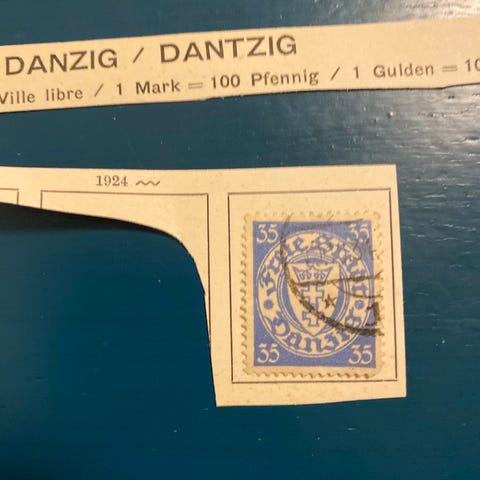 DANZIG / DANTZIG
Ville libre / 1 Mark = 100 Pfennig / 1 Gulden = 10
1924
35 35
Freie Stadt
Danzig
35 35
1